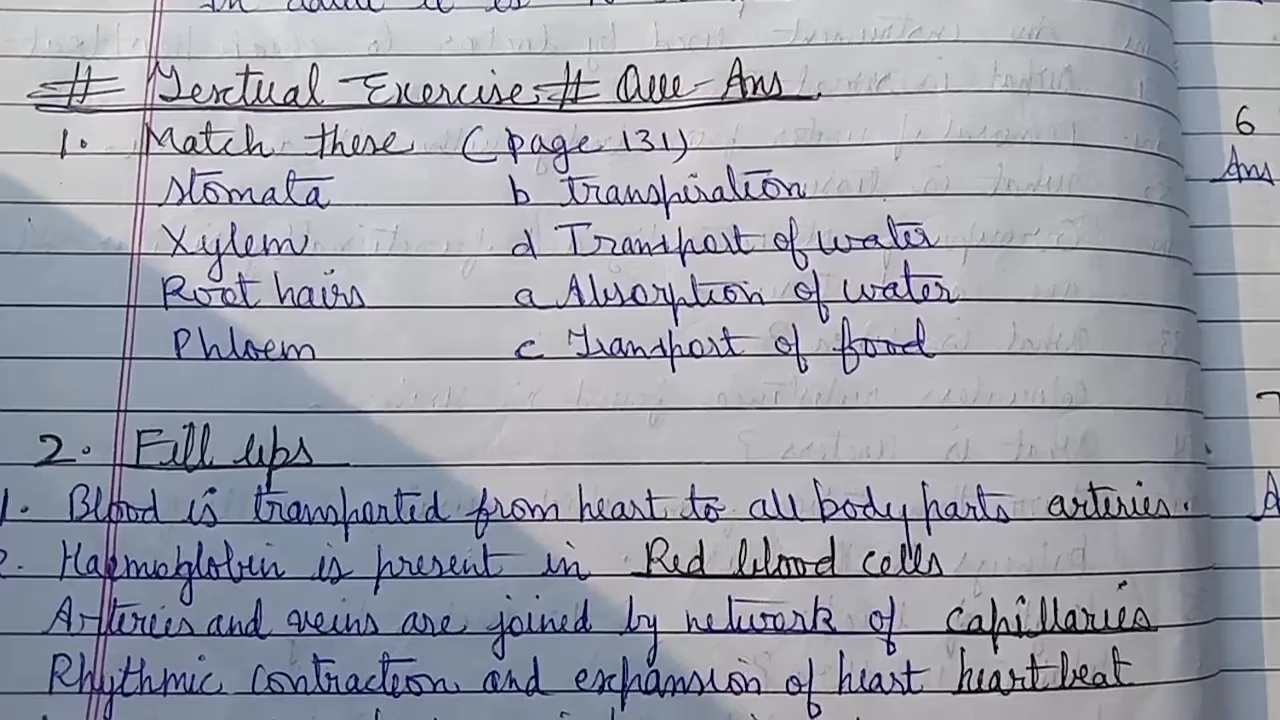 # Textual Exercise # Que-Ans.
1. Match these (page 131)
Stomata b transpiration
Xylem d Transport of water
Root hairs a Absorption of water
Phloem c Transport of food
2. Fill ups
1. Blood is transported from heart to all body parts arteries.
2. Haemoglobin is present in Red blood cells
Arteries and veins are joined by network of capillaries
Rhythmic contraction and expansion of heart heart beat
6
Ans
7
A